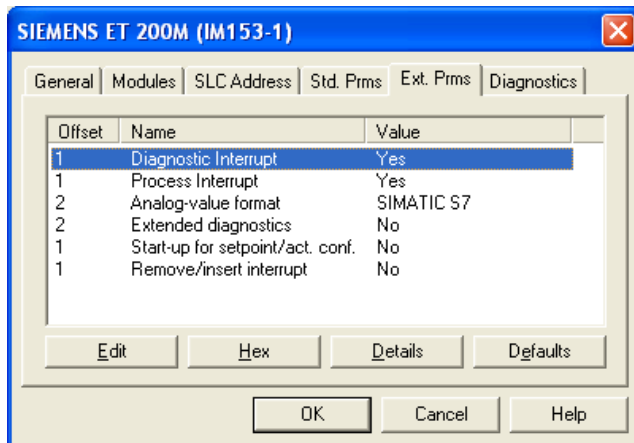 SIEMENS ET 200M (IM153-1)
General Modules SLC Address Std. Prms Ext. Prms Diagnostics
Offset Name Value
1 Diagnostic Interrupt Yes
1 Process Interrupt Yes
2 Analog-value format SIMATIC S7
2 Extended diagnostics No
1 Start-up for setpoint/act. conf. No
1 Remove/insert interrupt No
Edit Hex Details Defaults
OK Cancel Help